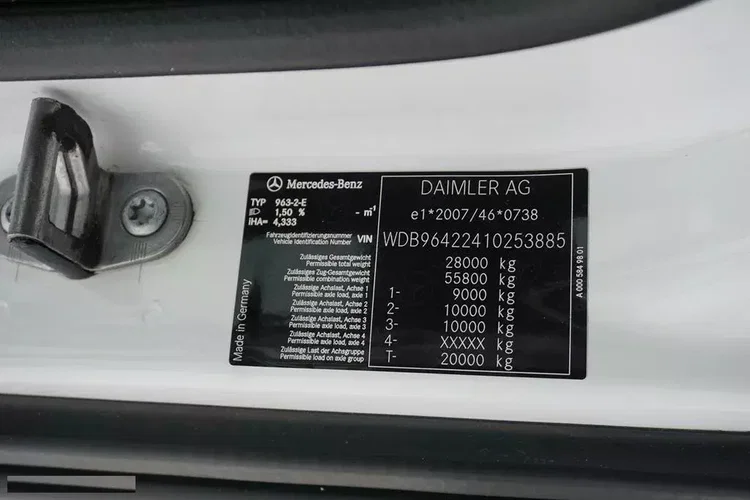 Mercedes-Benz
TYP 963-2-E
1,50 % - m⁻¹
iHA= 4,333
Fahrzeugidentifizierungsnummer
Vehicle Identification Number VIN
Zulässiges Gesamtgewicht
Permissible total weight
Zulässiges Zug-Gesamtgewicht
Permissible combination weight
Zulässige Achslast, Achse 1
Permissible axle load, axle 1
Zulässige Achslast, Achse 2
Permissible axle load, axle 2
Zulässige Achslast, Achse 3
Permissible axle load, axle 3
Zulässige Achslast, Achse 4
Permissible axle load, axle 4
Zulässige Last der Achsgruppe
Permissible load on axle group
Made in Germany
DAIMLER AG
e1*2007/46*0738
WDB96422410253885
28000 kg
55800 kg
1- 9000 kg
2- 10000 kg
3- 10000 kg
4- XXXXX kg
T- 20000 kg
A 000 584 98 01